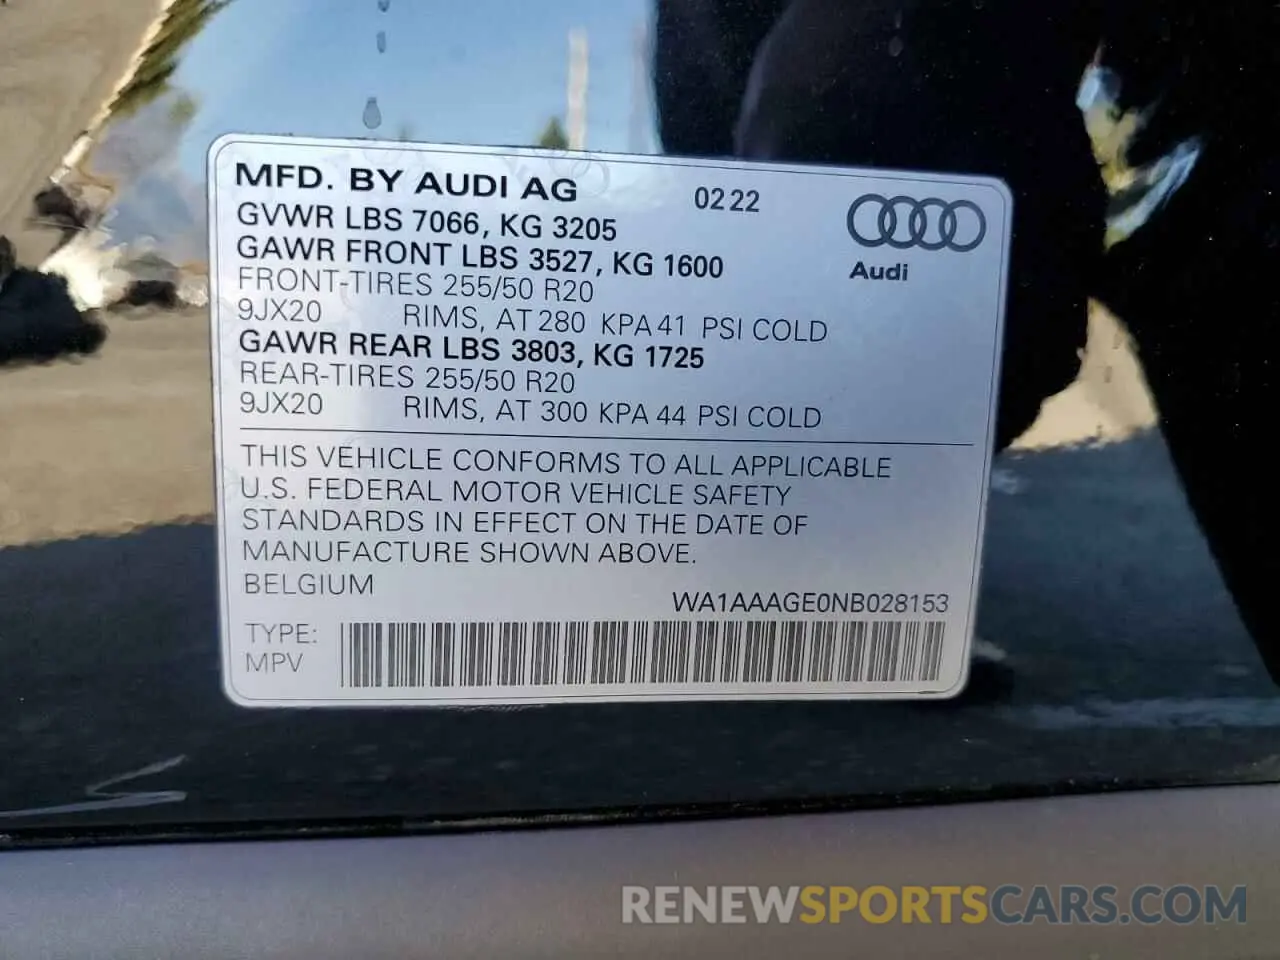 MFD. BY AUDI AG 02 22
GVWR LBS 7066, KG 3205
GAWR FRONT LBS 3527, KG 1600
Audi
FRONT-TIRES 255/50 R20
9JX20 RIMS, AT 280 KPA 41 PSI COLD
GAWR REAR LBS 3803, KG 1725
REAR-TIRES 255/50 R20
9JX20 RIMS, AT 300 KPA 44 PSI COLD
THIS VEHICLE CONFORMS TO ALL APPLICABLE
U.S. FEDERAL MOTOR VEHICLE SAFETY
STANDARDS IN EFFECT ON THE DATE OF
MANUFACTURE SHOWN ABOVE.
BELGIUM
WA1AAAGE0NB028153
TYPE:
MPV
RENEWSPORTSCARS.COM